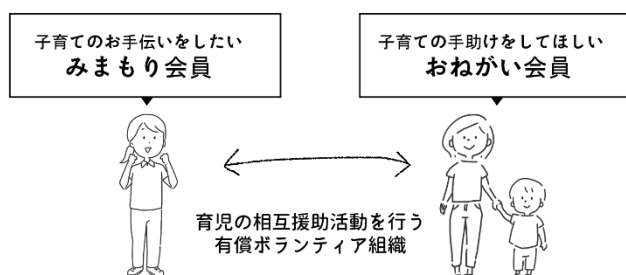 子育てのお手伝いをしたい
みまもり会員
子育ての手助けをしてほしい
おねがい会員
育児の相互援助活動を行う
有償ボランティア組織